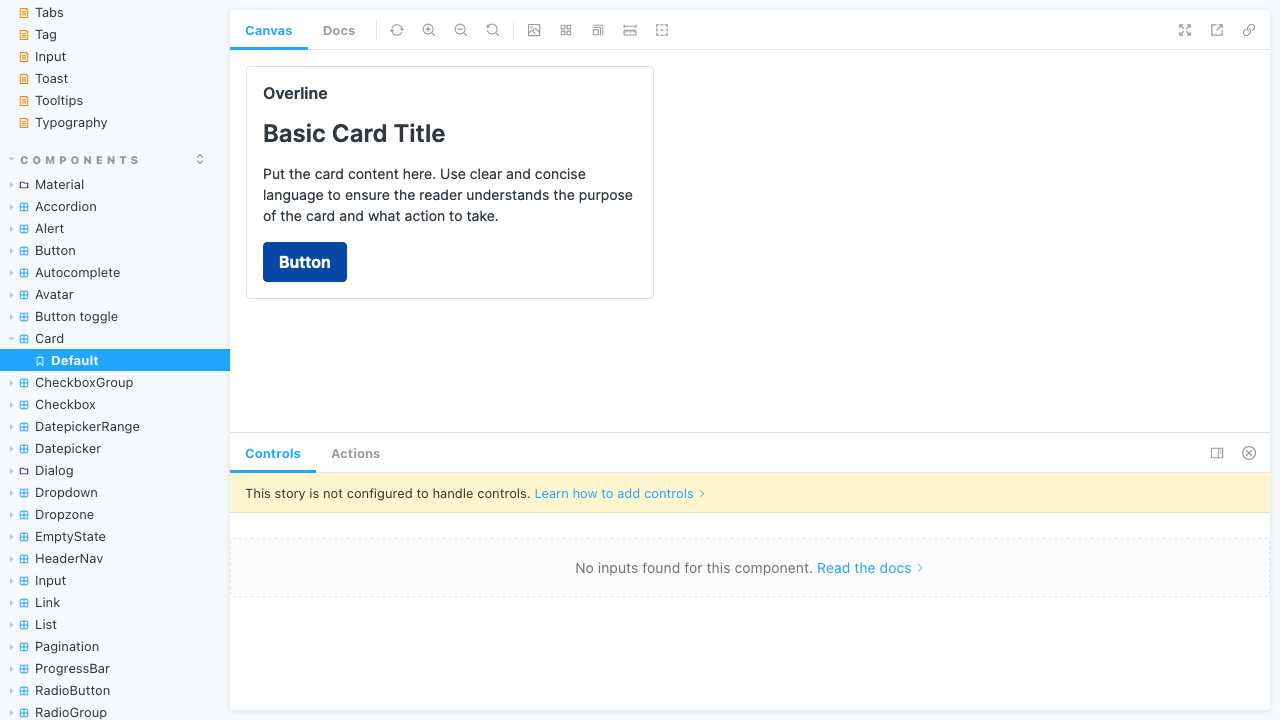 Tabs
Tag
Input
Toast
Tooltips
Typography
COMPONENTS
Material
Accordion
Alert
Button
Autocomplete
Avatar
Button toggle
Card
Default
CheckboxGroup
Checkbox
DatepickerRange
Datepicker
Dialog
Dropdown
Dropzone
EmptyState
HeaderNav
Input
Link
List
Pagination
ProgressBar
RadioButton
RadioGroup
Canvas Docs
Overline
Basic Card Title
Put the card content here. Use clear and concise
language to ensure the reader understands the purpose
of the card and what action to take.
Button
Controls Actions
This story is not configured to handle controls. Learn how to add controls
No inputs found for this component. Read the docs